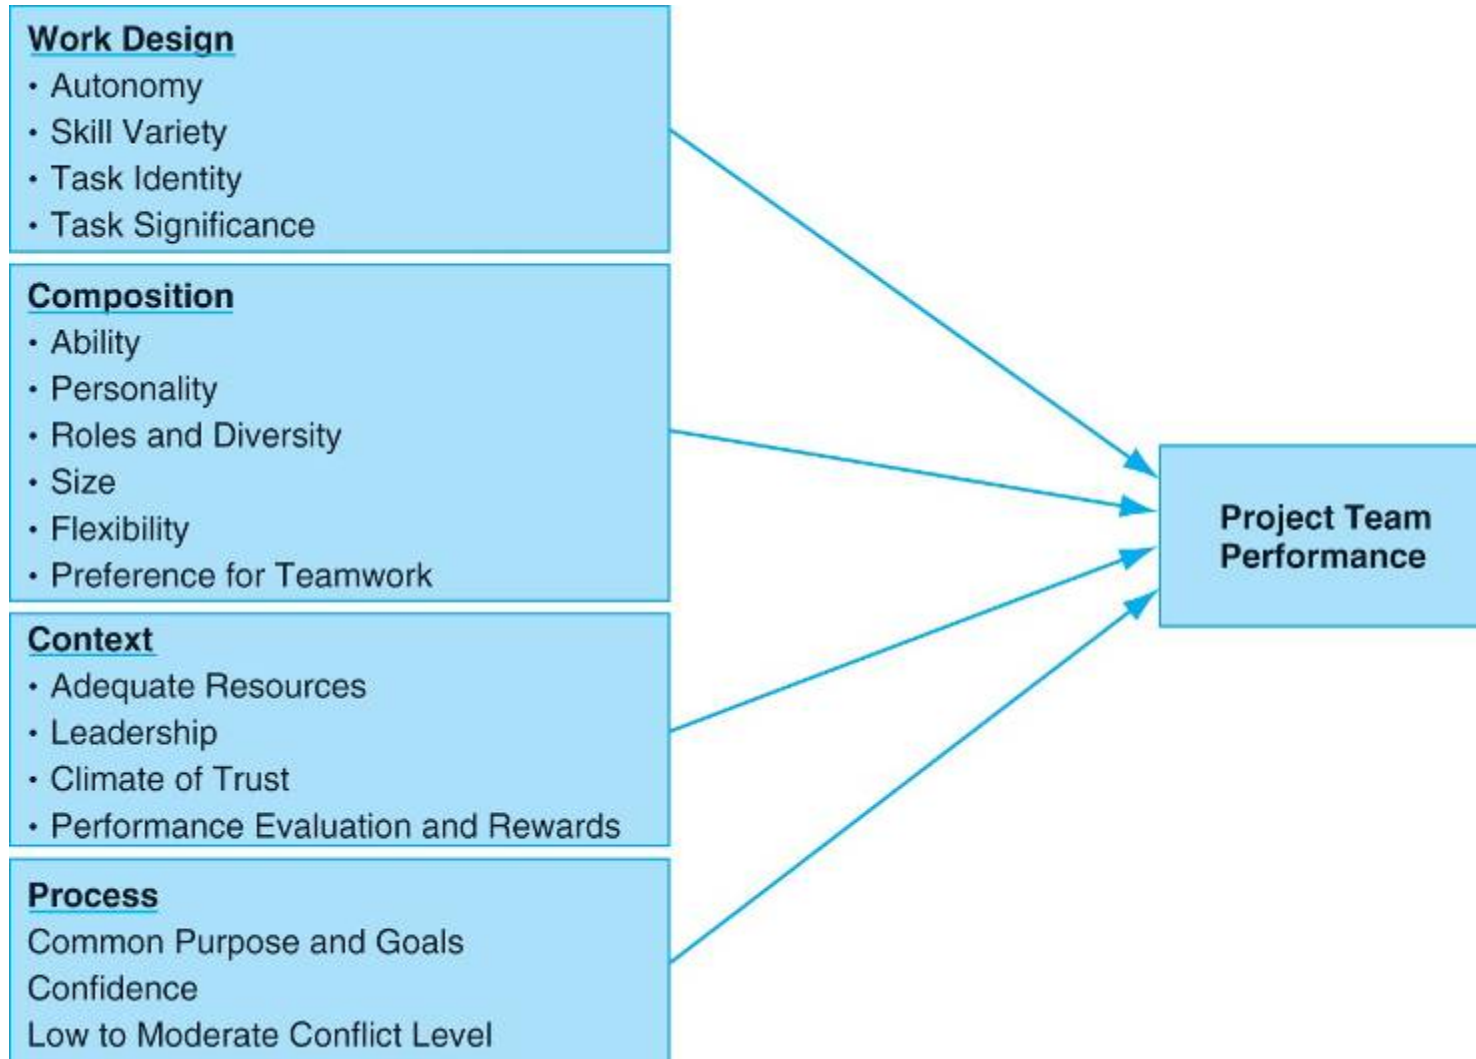 Work Design
• Autonomy
• Skill Variety
• Task Identity
• Task Significance
Composition
• Ability
• Personality
• Roles and Diversity
• Size
• Flexibility
• Preference for Teamwork
Context
• Adequate Resources
• Leadership
• Climate of Trust
• Performance Evaluation and Rewards
Process
Common Purpose and Goals
Confidence
Low to Moderate Conflict Level
Project Team
Performance